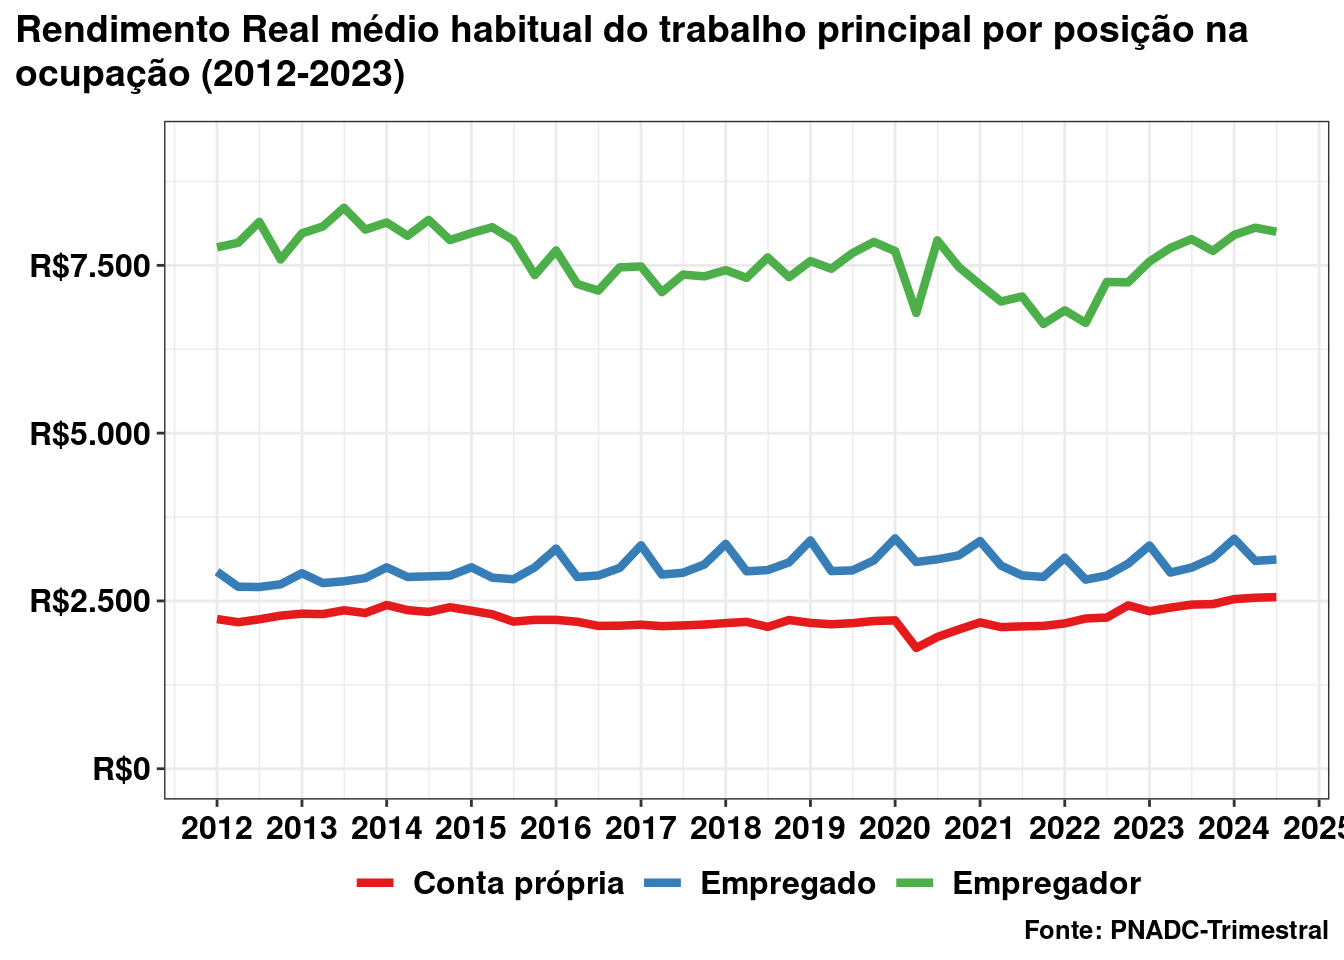 Rendimento Real médio habitual do trabalho principal por posição na
ocupação (2012-2023)
R$7.500
R$5.000
R$2.500
R$0
2012 2013 2014 2015 2016 2017 2018 2019 2020 2021 2022 2023 2024 2025
Conta própria Empregado Empregador
Fonte: PNADC-Trimestral